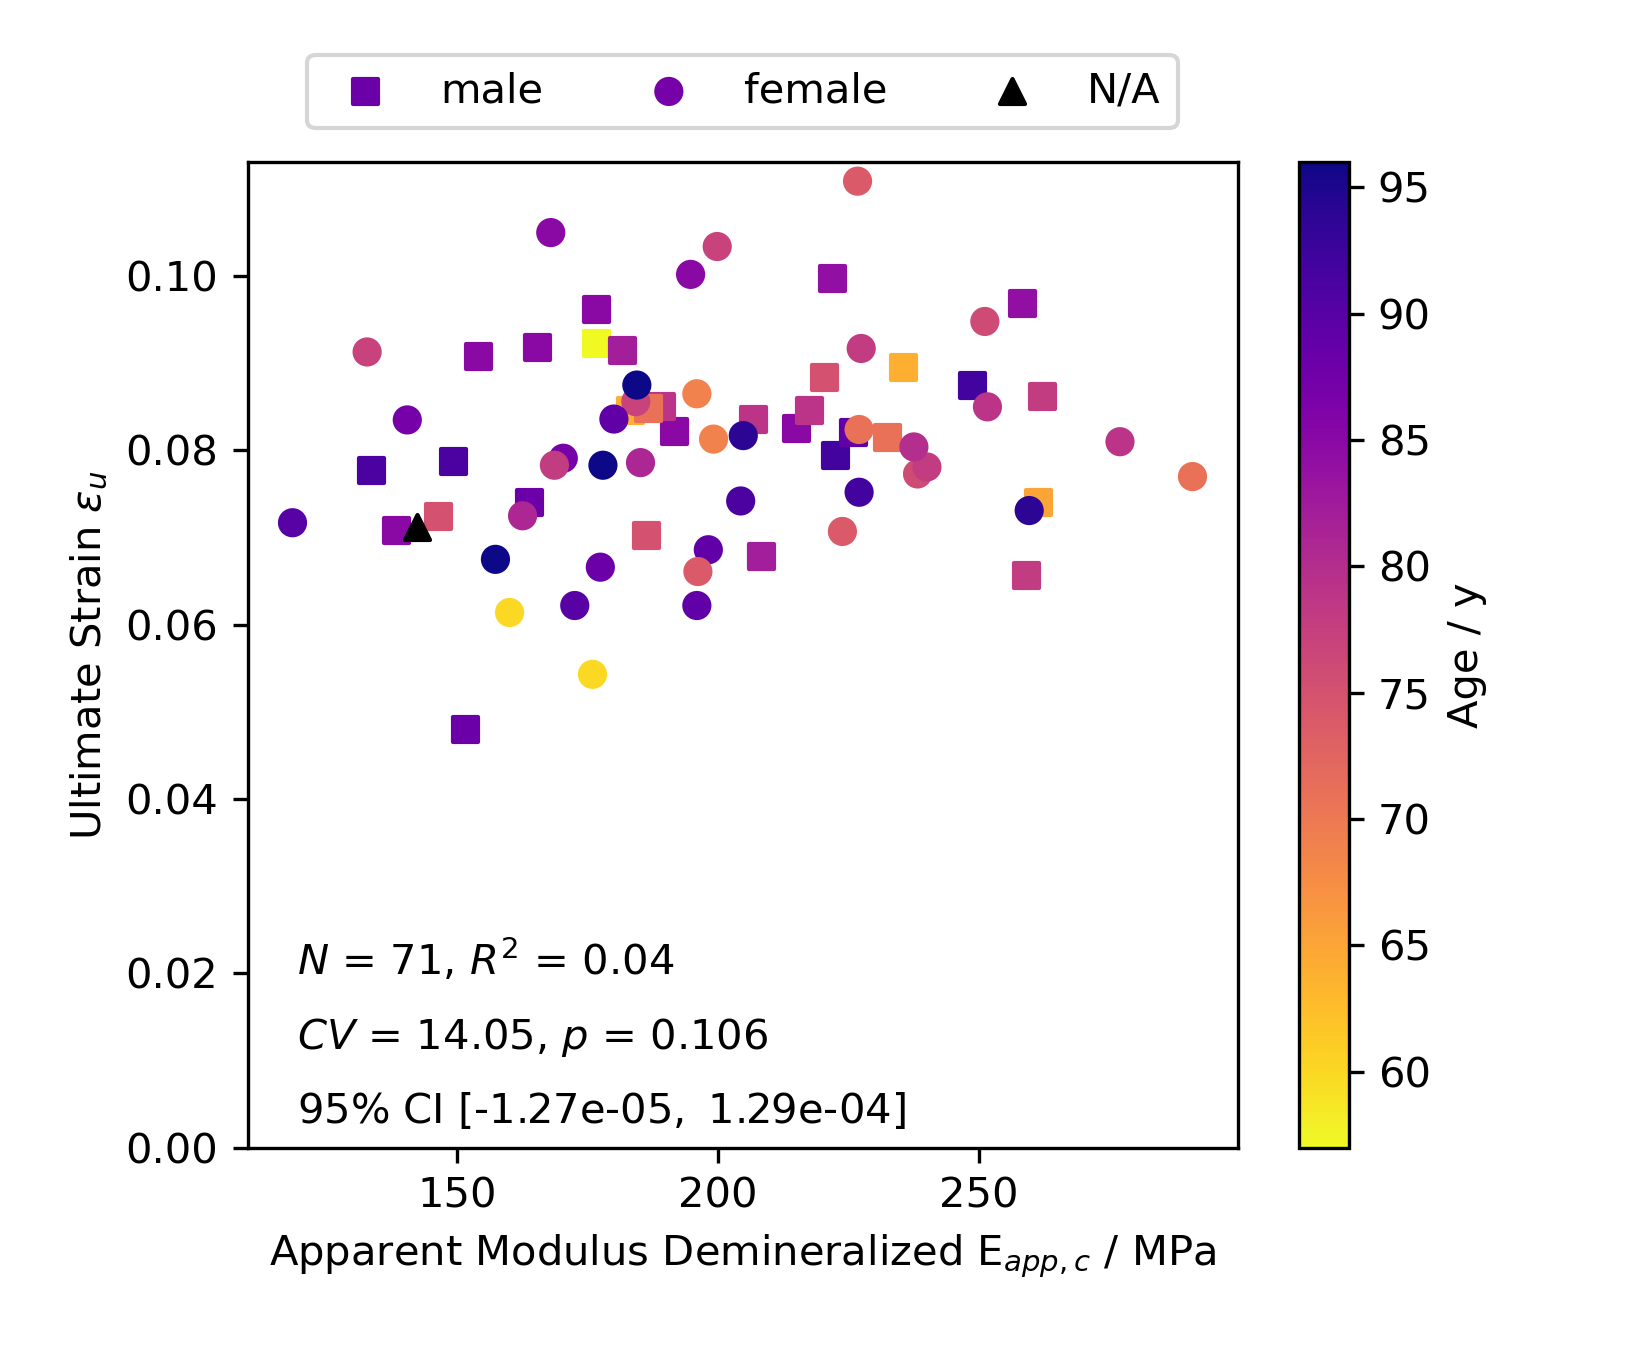 male female N/A
0.10
0.08
0.06
0.04
0.02
0.00
Ultimate Strain εᵤ
N = 71, R² = 0.04
CV = 14.05, p = 0.106
95% CI [-1.27e-05, 1.29e-04]
150 200 250
Apparent Modulus Demineralized E_app,c / MPa
95
90
85
80
75
70
65
60
Age / y